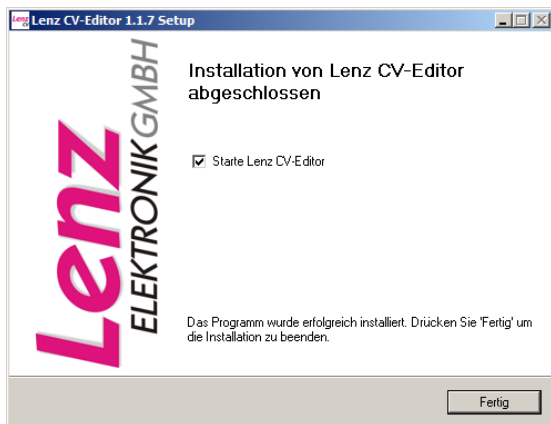 Lenz CV-Editor 1.1.7 Setup
Lenz
ELEKTRONIK GMBH
Installation von Lenz CV-Editor
abgeschlossen
Starte Lenz CV-Editor
Das Programm wurde erfolgreich installiert. Drücken Sie 'Fertig' um
die Installation zu beenden.
Fertig